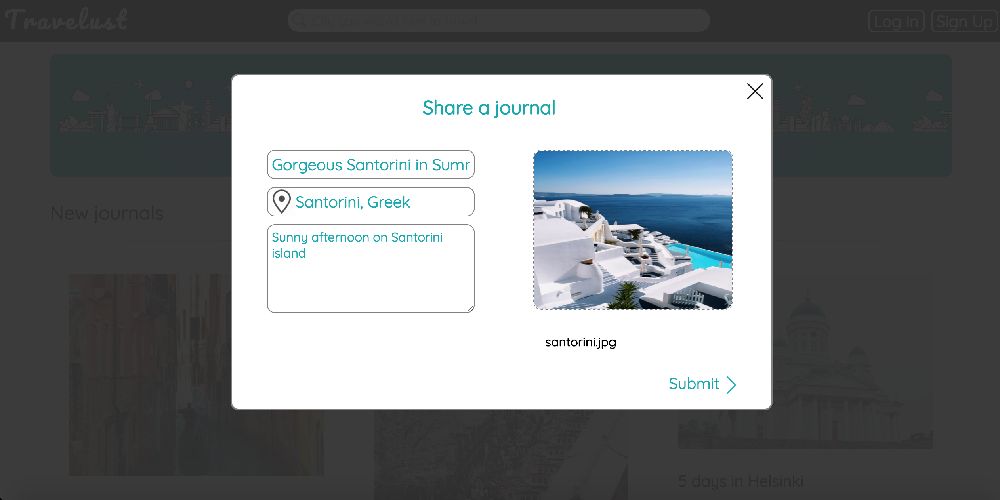 Travelust
City you would love to travel
Log In
Sign Up
Share a journal
Gorgeous Santorini in Sumr
Santorini, Greek
Sunny afternoon on Santorini
island
santorini.jpg
Submit
New journals
5 days in Helsinki